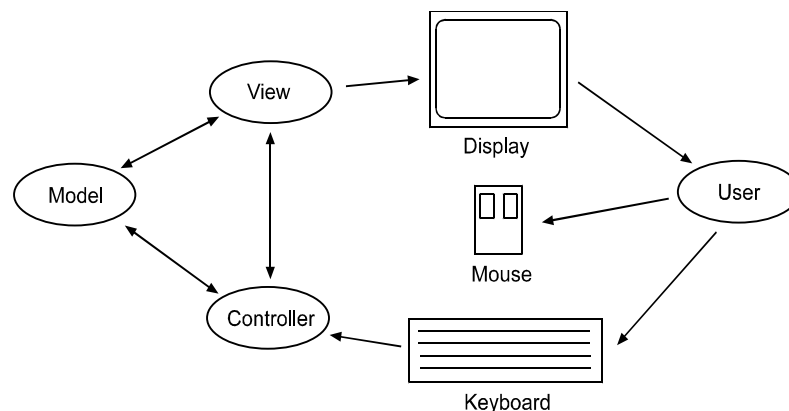 View
Display
Model
User
Mouse
Controller
Keyboard